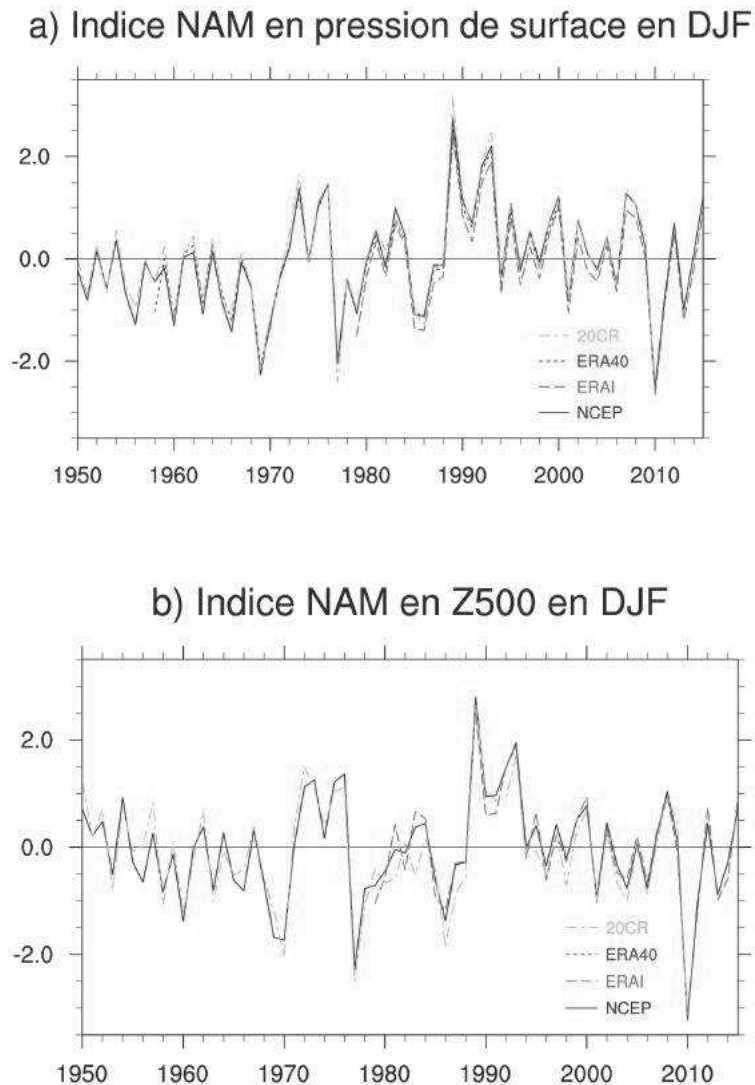 a) Indice NAM en pression de surface en DJF
2.0
0.0
-2.0
20CR
ERA40
ERAI
NCEP
1950 1960 1970 1980 1990 2000 2010
b) Indice NAM en Z500 en DJF
2.0
0.0
-2.0
20CR
ERA40
ERAI
NCEP
1950 1960 1970 1980 1990 2000 2010